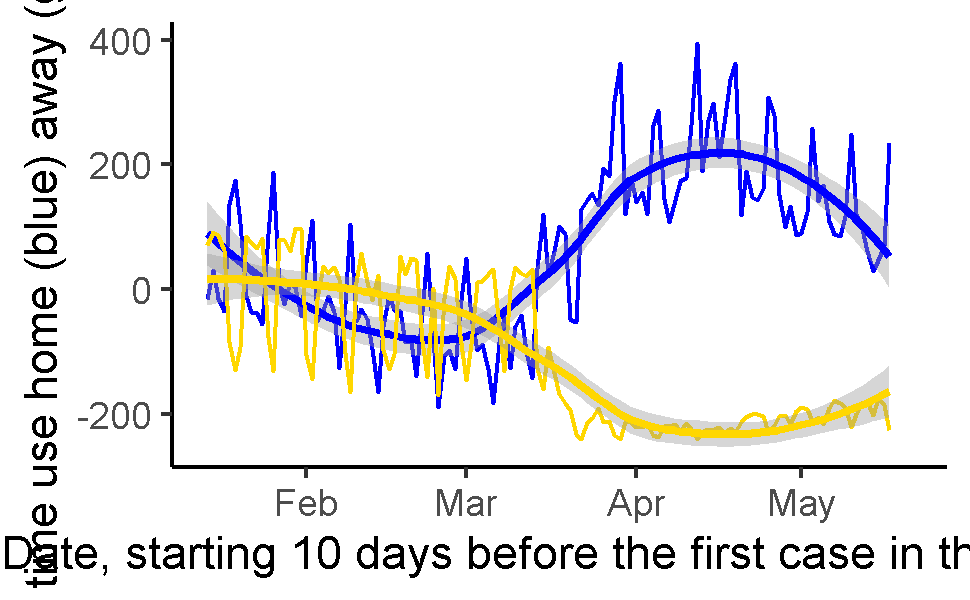 time use home (blue) away (
400
200
0
-200
Feb Mar Apr May
Date, starting 10 days before the first case in th